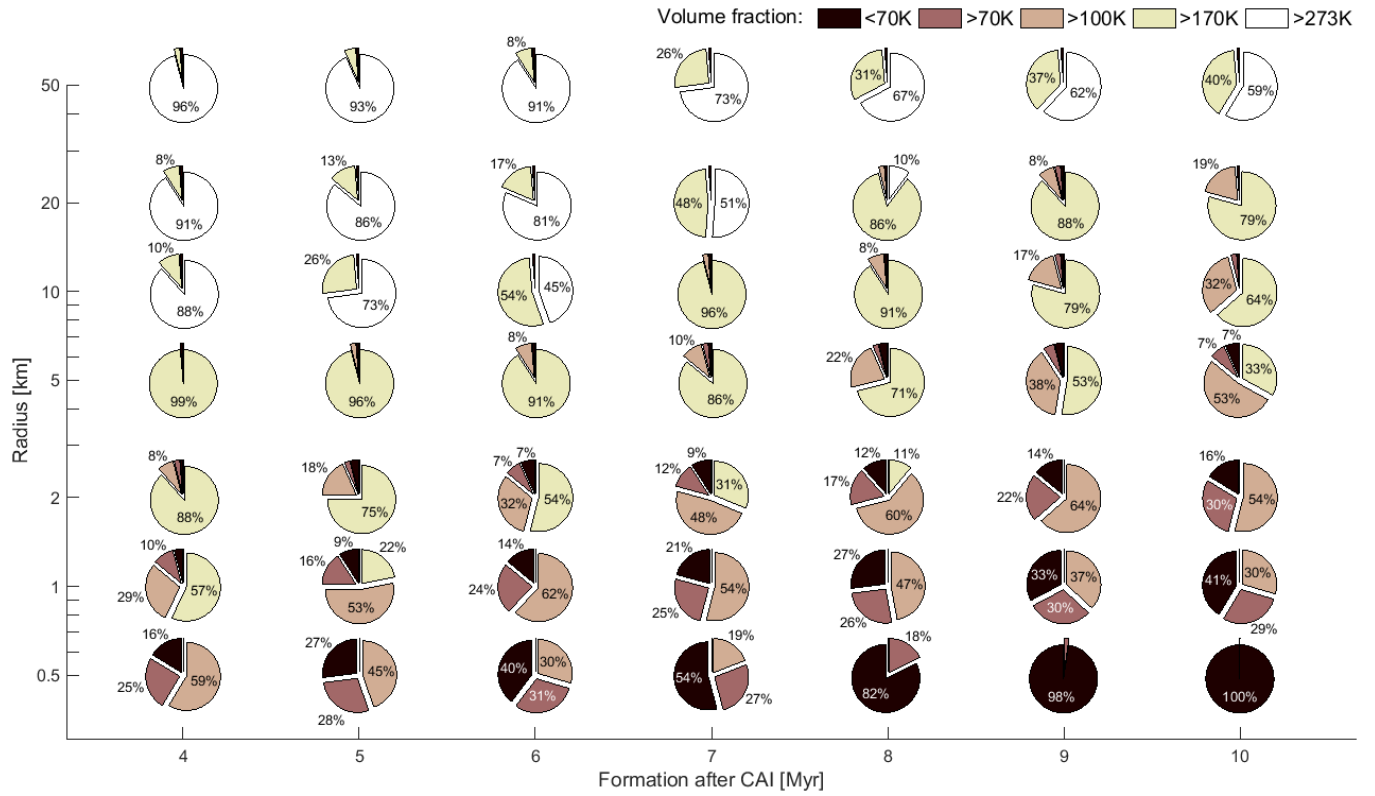 Volume fraction: <70K >70K >100K >170K >273K
8% 26%
50 96% 93% 91% 73% 31% 67% 37% 62% 40% 59%
8% 13% 17% 10% 8% 19%
20 91% 86% 81% 48% 51% 86% 88% 79%
10% 26% 8% 17%
10 88% 73% 54% 45% 96% 91% 79% 32% 64%
8% 10% 22% 7% 7%
5 99% 96% 91% 86% 71% 38% 53% 33% 53%
8% 18% 7% 7% 12% 9% 17% 12% 11% 14% 22% 16%
2 88% 75% 32% 54% 31% 48% 60% 64% 30% 54%
10% 29% 16% 9% 22% 14% 24% 21% 25% 27% 26% 29%
1 57% 53% 62% 54% 47% 33% 37% 30% 41% 30%
16% 25% 27% 28% 19% 27% 18%
0.5 59% 45% 40% 30% 31% 54% 82% 98% 100%
4 5 6 7 8 9 10
Formation after CAI [Myr]
Radius [km]